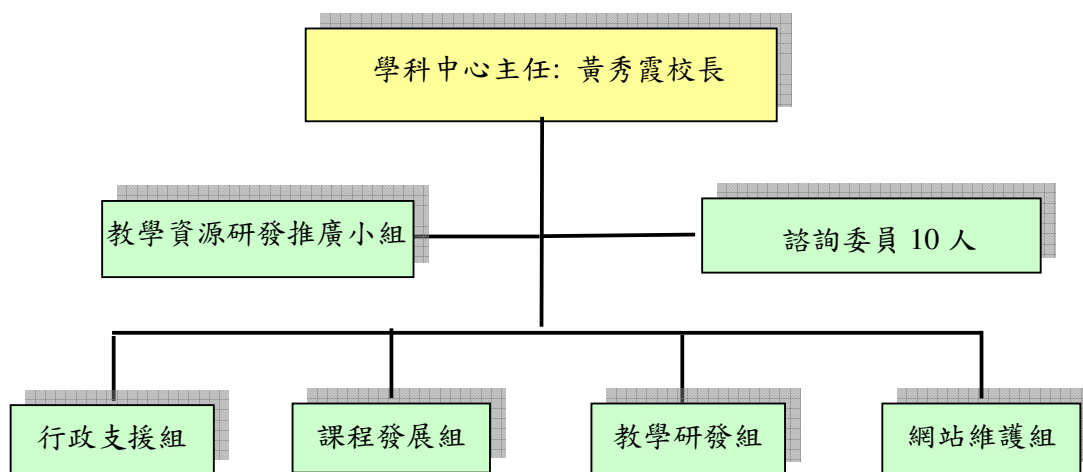 學科中心主任: 黃秀霞校長
教學資源研發推廣小組
諮詢委員 10 人
行政支援組
課程發展組
教學研發組
網站維護組